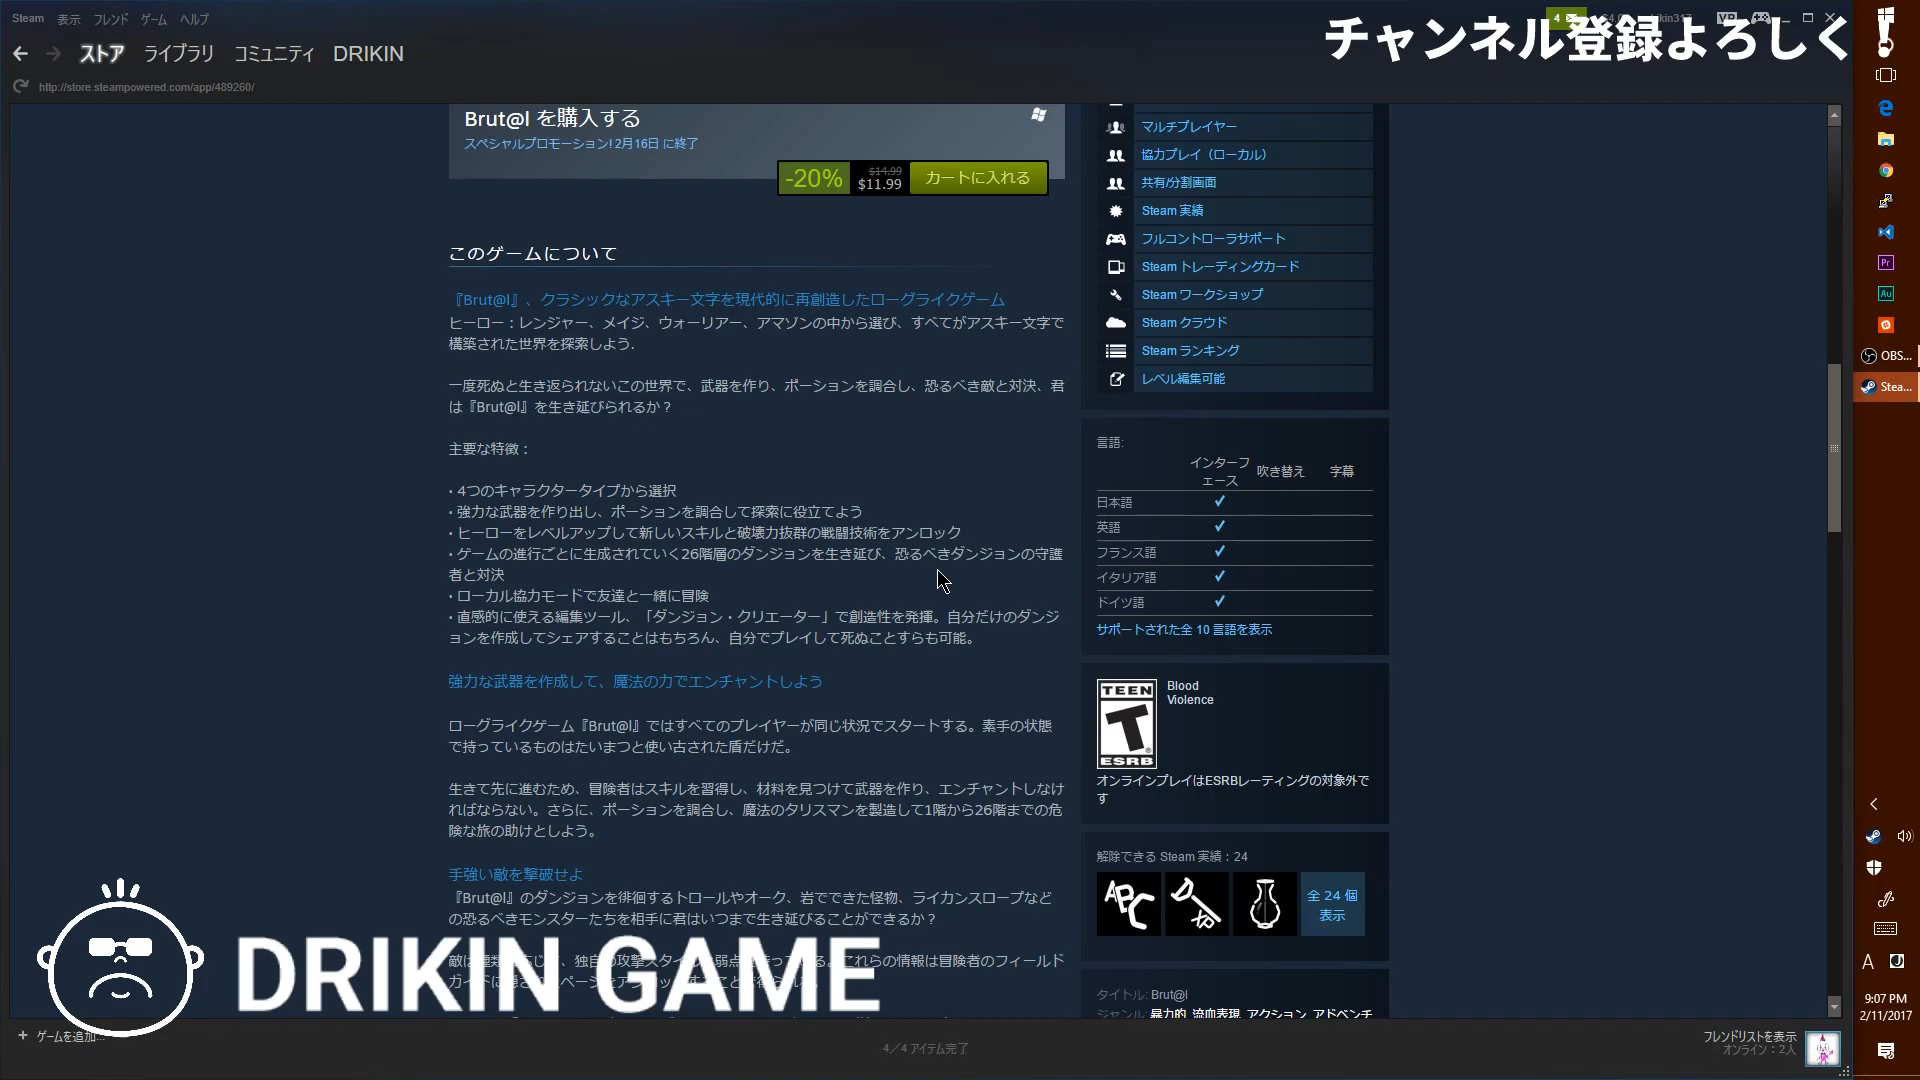 Steam 表示 フレンド ゲーム ヘルプ
4
チャンネル登録よろしく!
ストア ライブラリ コミュニティ DRIKIN
http://store.steampowered.com/app/489260/
Brut@l を購入する
スペシャルプロモーション! 2月16日 に終了
-20% $14.99 $11.99 カートに入れる
このゲームについて
『Brut@l』、クラシックなアスキー文字を現代的に再創造したローグライクゲーム
ヒーロー：レンジャー、メイジ、ウォーリアー、アマゾンの中から選び、すべてがアスキー文字で
構築された世界を探索しよう.
一度死ぬと生き返られないこの世界で、武器を作り、ポーションを調合し、恐るべき敵と対決、君
は『Brut@l』を生き延びられるか？
主要な特徴：
• 4つのキャラクタータイプから選択
• 強力な武器を作り出し、ポーションを調合して探索に役立てよう
• ヒーローをレベルアップして新しいスキルと破壊力抜群の戦闘技術をアンロック
• ゲームの進行ごとに生成されていく26階層のダンジョンを生き延び、恐るべきダンジョンの守護
者と対決
• ローカル協力モードで友達と一緒に冒険
• 直感的に使える編集ツール、「ダンジョン・クリエーター」で創造性を発揮。自分だけのダンジ
ョンを作成してシェアすることはもちろん、自分でプレイして死ぬことすらも可能。
強力な武器を作成して、魔法の力でエンチャントしよう
ローグライクゲーム『Brut@l』ではすべてのプレイヤーが同じ状況でスタートする。素手の状態
で持っているものはたいまつと使い古された盾だけだ。
生きて先に進むため、冒険者はスキルを習得し、材料を見つけて武器を作り、エンチャントしなけ
ればならない。さらに、ポーションを調合し、魔法のタリスマンを製造して1階から26階までの危
険な旅の助けとしよう。
手強い敵を撃破せよ
『Brut@l』のダンジョンを徘徊するトロールやオーク、岩でできた怪物、ライカンスロープなど
の恐るべきモンスターたちを相手に君はいつまで生き延びることができるか？
これらの情報は冒険者のフィールド
マルチプレイヤー
協力プレイ（ローカル）
共有/分割画面
Steam 実績
フルコントローラサポート
Steam トレーディングカード
Steam ワークショップ
Steam クラウド
Steam ランキング
レベル編集可能
言語:
インターフ
ェース 吹き替え 字幕
日本語 ✓
英語 ✓
フランス語 ✓
イタリア語 ✓
ドイツ語 ✓
サポートされた全 10 言語を表示
TEEN
T
ESRB
Blood
Violence
オンラインプレイはESRBレーティングの対象外で
す
解除できる Steam 実績：24
APC
XP
全 24 個
表示
タイトル: Brut@l
ジャンル: 暴力的, 流血表現, アクション, アドベンチ
DRIKIN GAME
+ ゲームを追加...
4／4 アイテム完了
フレンドリストを表示
オンライン：2人
Pr
Au
OBS...
Stea...
A
9:07 PM
2/11/2017